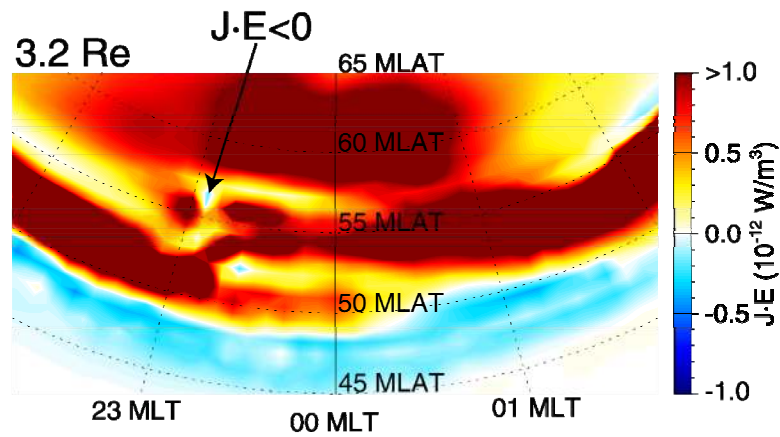 J·E<0
3.2 Re
65 MLAT
60 MLAT
55 MLAT
50 MLAT
45 MLAT
23 MLT
00 MLT
01 MLT
>1.0
0.5
0.0
-0.5
-1.0
J·E (10⁻¹² W/m³)